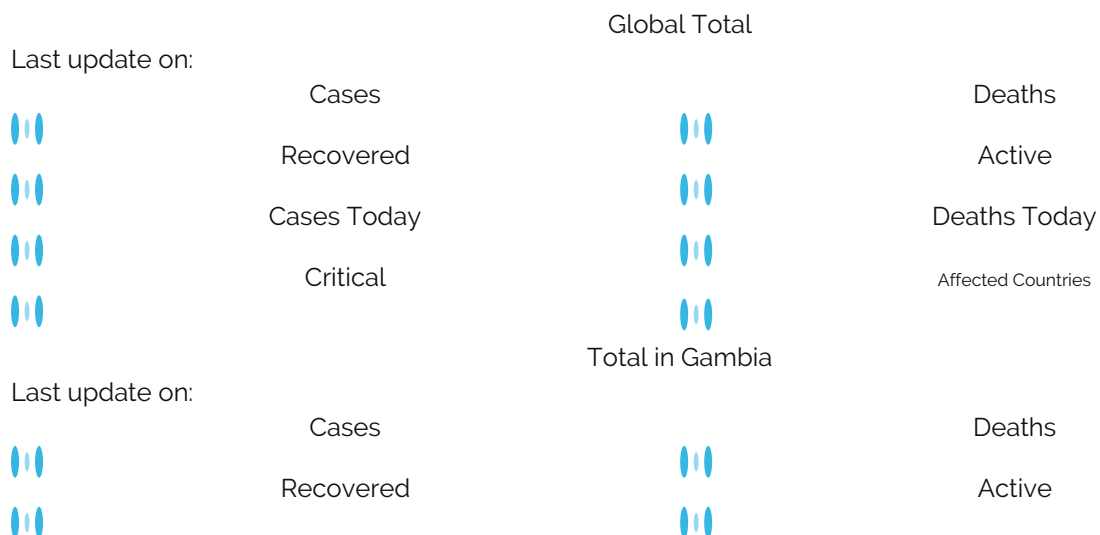 Global Total
Last update on:
Cases Deaths
Recovered Active
Cases Today Deaths Today
Critical Affected Countries
Total in Gambia
Last update on:
Cases Deaths
Recovered Active